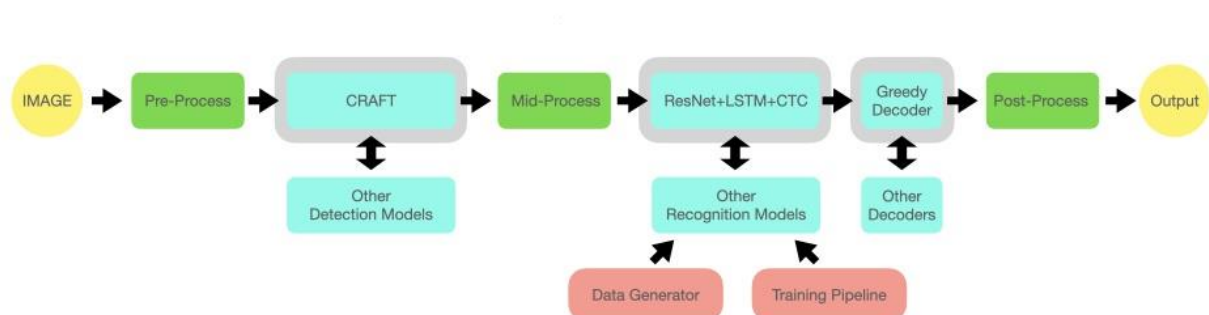 IMAGE
Pre-Process
CRAFT
Mid-Process
ResNet+LSTM+CTC
Greedy
Decoder
Post-Process
Output
Other
Detection Models
Other
Recognition Models
Other
Decoders
Data Generator
Training Pipeline